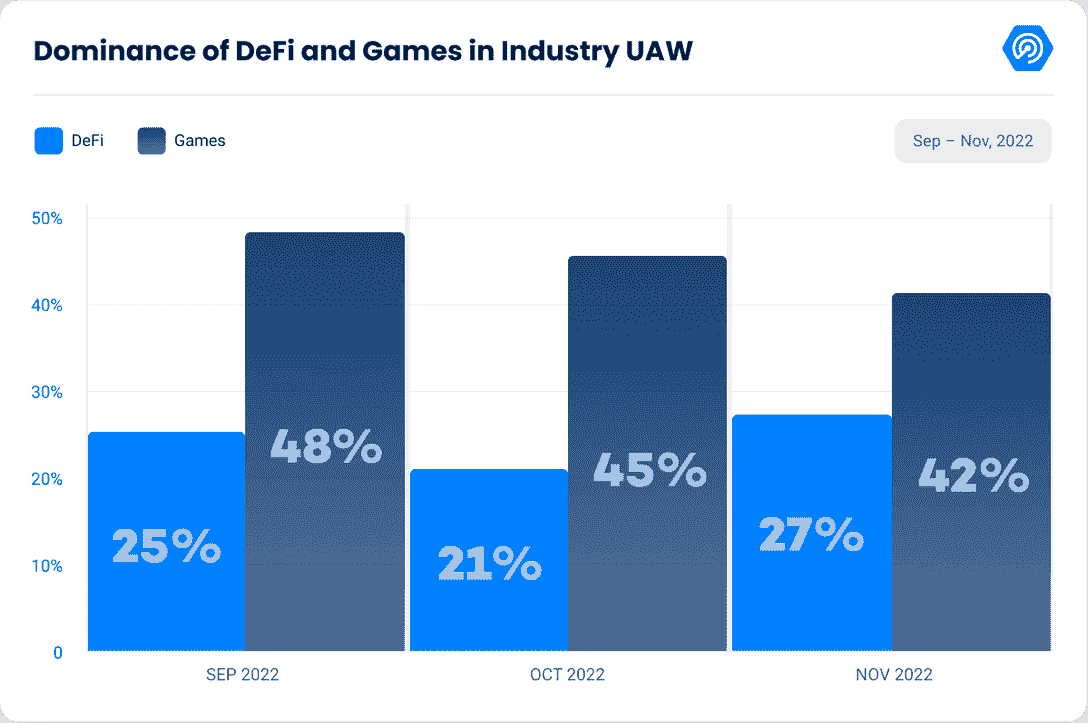 Dominance of DeFi and Games in Industry UAW
DeFi
Games
Sep – Nov, 2022
50%
40%
30%
20%
10%
0
25%
48%
21%
45%
27%
42%
SEP 2022
OCT 2022
NOV 2022